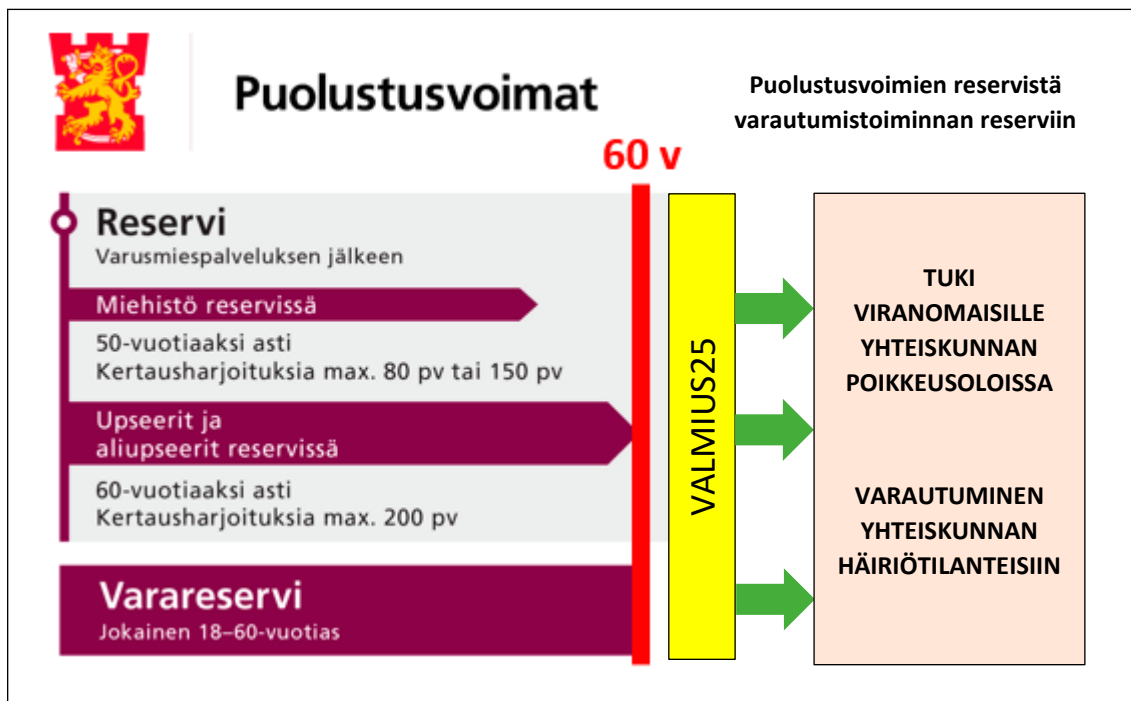 Puolustusvoimat
Puolustusvoimien reservistä
varautumistoiminnan reserviin
60 v
Reservi
Varusmiespalveluksen jälkeen
Miehistö reservissä
50-vuotiaaksi asti
Kertausharjoituksia max. 80 pv tai 150 pv
Upseerit ja
aliupseerit reservissä
60-vuotiaaksi asti
Kertausharjoituksia max. 200 pv
Varareservi
Jokainen 18–60-vuotias
VALMIUS25
TUKI
VIRANOMAISILLE
YHTEISKUNNAN
POIKKEUSOLOISSA
VARAUTUMINEN
YHTEISKUNNAN
HÄIRIÖTILANTEISIIN